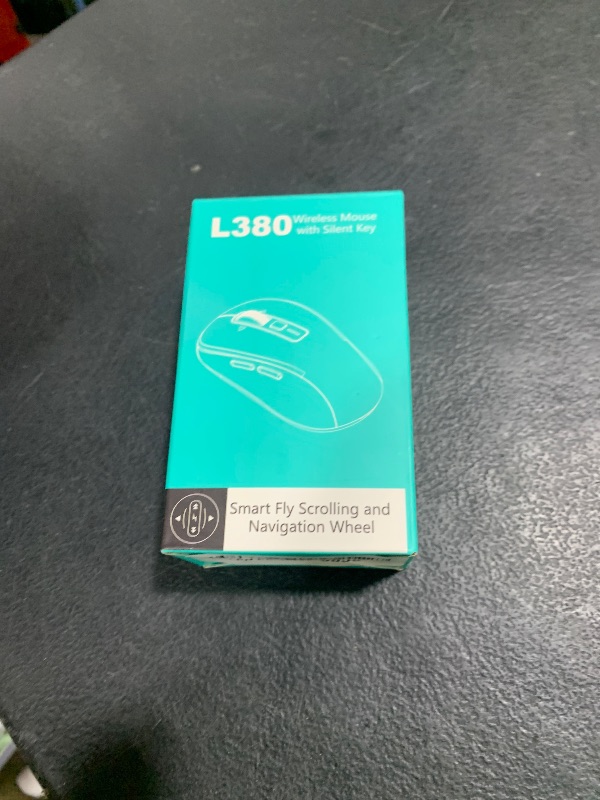 L380 Wireless Mouse
with Silent Key
Smart Fly Scrolling and
Navigation Wheel